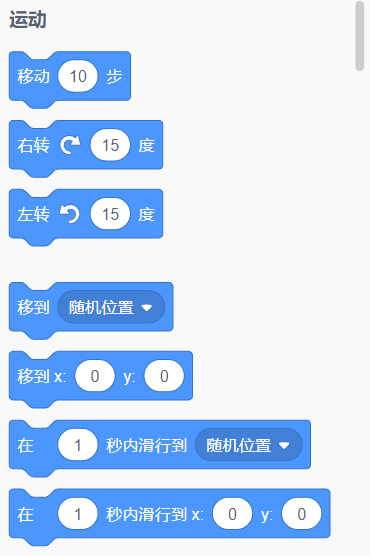 运动
移动 10 步
右转 15 度
左转 15 度
移到 随机位置
移到 x: 0 y: 0
在 1 秒内滑行到 随机位置
在 1 秒内滑行到 x: 0 y: 0